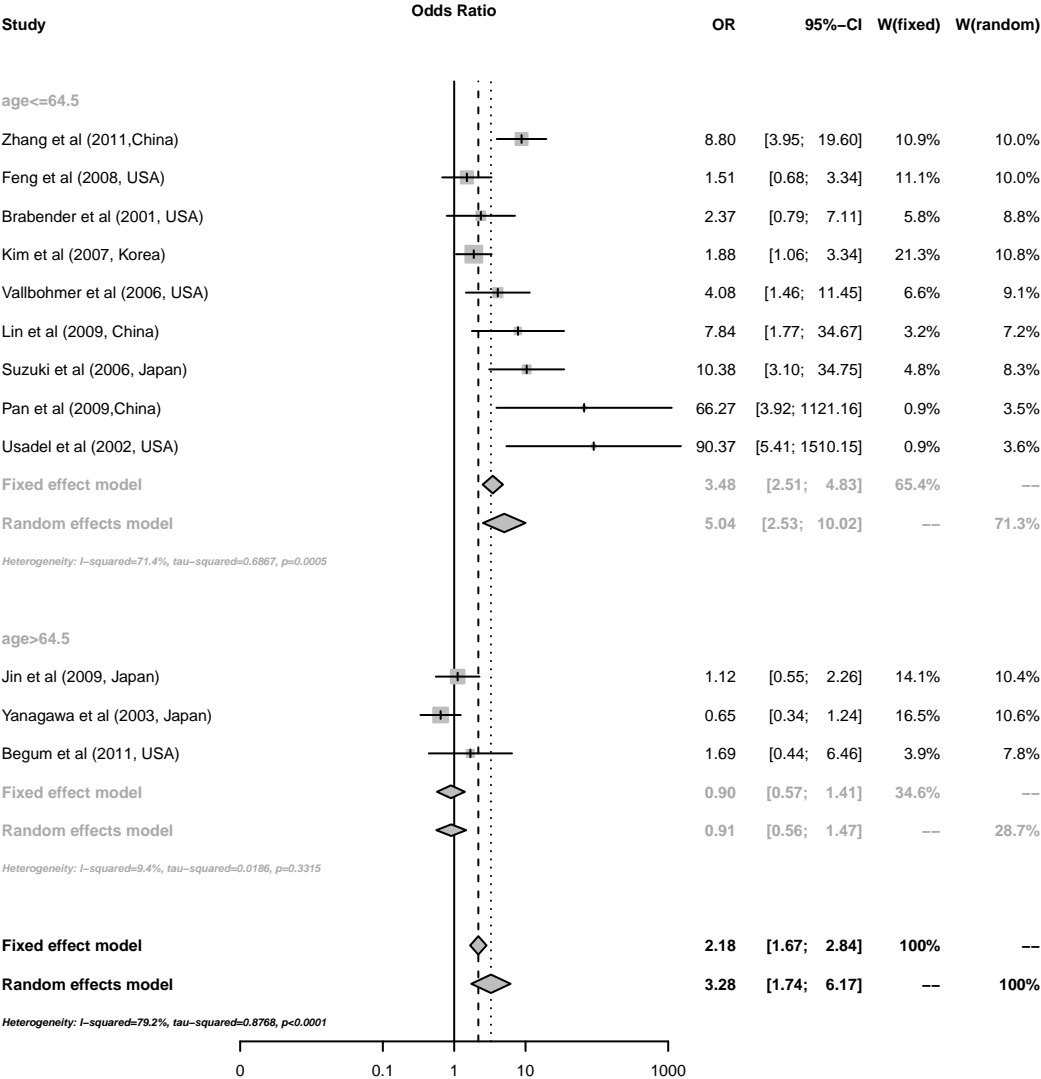 Study Odds Ratio OR 95%−CI W(fixed) W(random)
age<=64.5
Zhang et al (2011,China) 8.80 [3.95; 19.60] 10.9% 10.0%
Feng et al (2008, USA) 1.51 [0.68; 3.34] 11.1% 10.0%
Brabender et al (2001, USA) 2.37 [0.79; 7.11] 5.8% 8.8%
Kim et al (2007, Korea) 1.88 [1.06; 3.34] 21.3% 10.8%
Vallbohmer et al (2006, USA) 4.08 [1.46; 11.45] 6.6% 9.1%
Lin et al (2009, China) 7.84 [1.77; 34.67] 3.2% 7.2%
Suzuki et al (2006, Japan) 10.38 [3.10; 34.75] 4.8% 8.3%
Pan et al (2009,China) 66.27 [3.92; 1121.16] 0.9% 3.5%
Usadel et al (2002, USA) 90.37 [5.41; 1510.15] 0.9% 3.6%
Fixed effect model 3.48 [2.51; 4.83] 65.4% −−
Random effects model 5.04 [2.53; 10.02] −− 71.3%
Heterogeneity: I−squared=71.4%, tau−squared=0.6867, p=0.0005
age>64.5
Jin et al (2009, Japan) 1.12 [0.55; 2.26] 14.1% 10.4%
Yanagawa et al (2003, Japan) 0.65 [0.34; 1.24] 16.5% 10.6%
Begum et al (2011, USA) 1.69 [0.44; 6.46] 3.9% 7.8%
Fixed effect model 0.90 [0.57; 1.41] 34.6% −−
Random effects model 0.91 [0.56; 1.47] −− 28.7%
Heterogeneity: I−squared=9.4%, tau−squared=0.0186, p=0.3315
Fixed effect model 2.18 [1.67; 2.84] 100% −−
Random effects model 3.28 [1.74; 6.17] −− 100%
Heterogeneity: I−squared=79.2%, tau−squared=0.8768, p<0.0001
0 0.1 1 10 1000